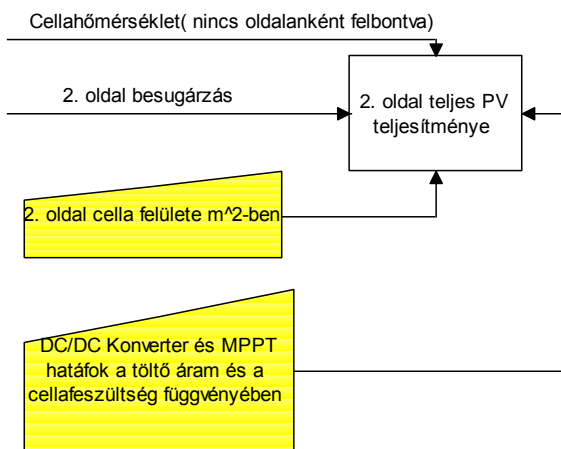 Cellahőmérséklet( nincs oldalanként felbontva)
2. oldal besugárzás
2. oldal teljes PV
teljesítménye
2. oldal cella felülete m^2-ben
DC/DC Konverter és MPPT
hatáfok a töltő áram és a
cellafeszültség függvényében